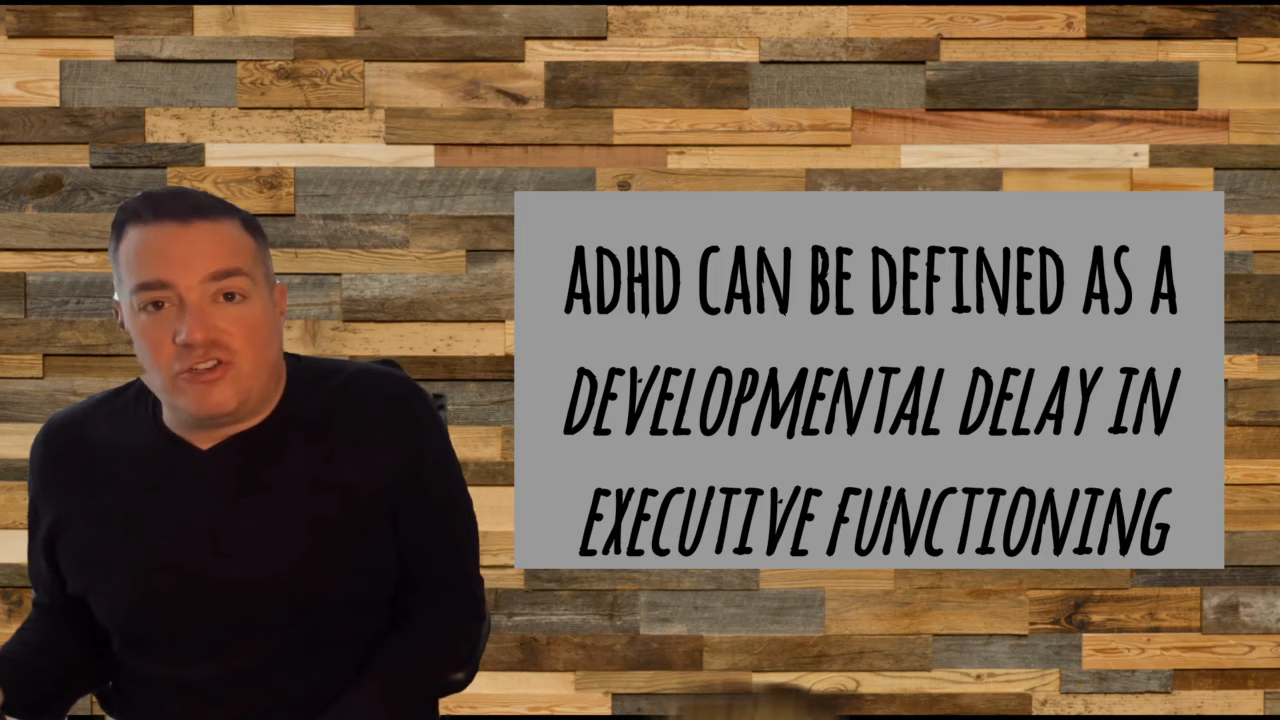 ADHD CAN BE DEFINED AS A
DEVELOPMENTAL DELAY IN
EXECUTIVE FUNCTIONING